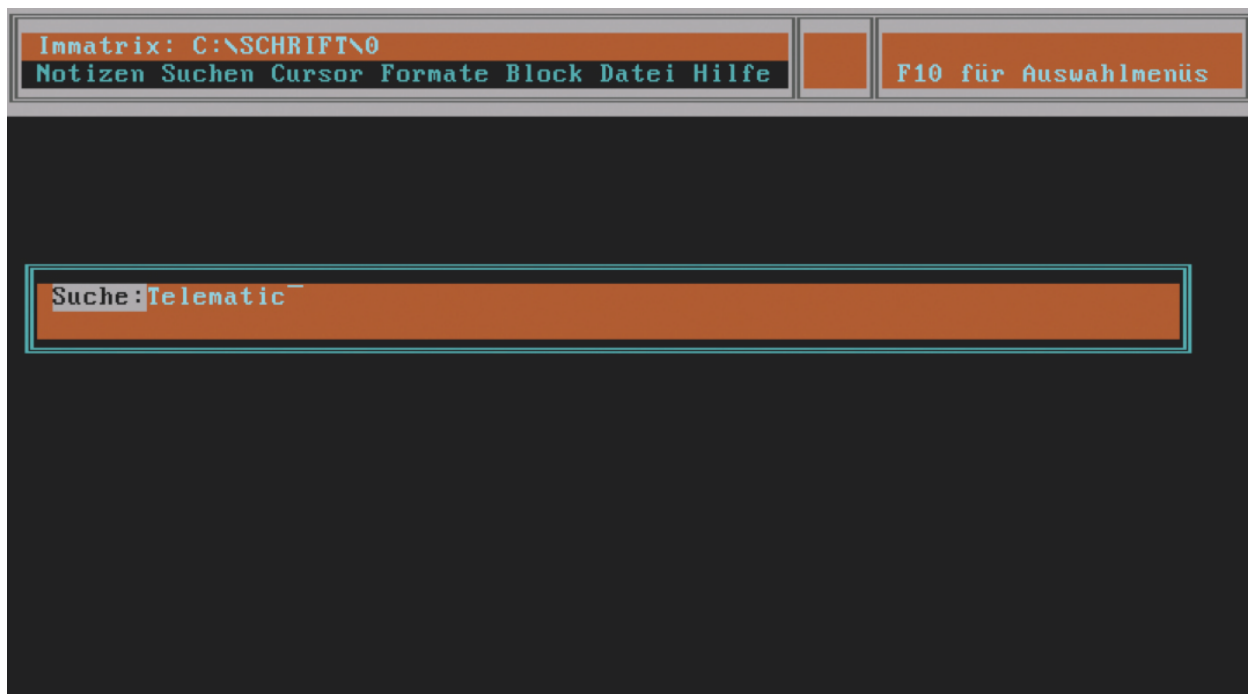 Immatrix: C:\SCHRIFT\0
Notizen Suchen Cursor Formate Block Datei Hilfe
F10 für Auswahlmenüs
Suche:Telematic